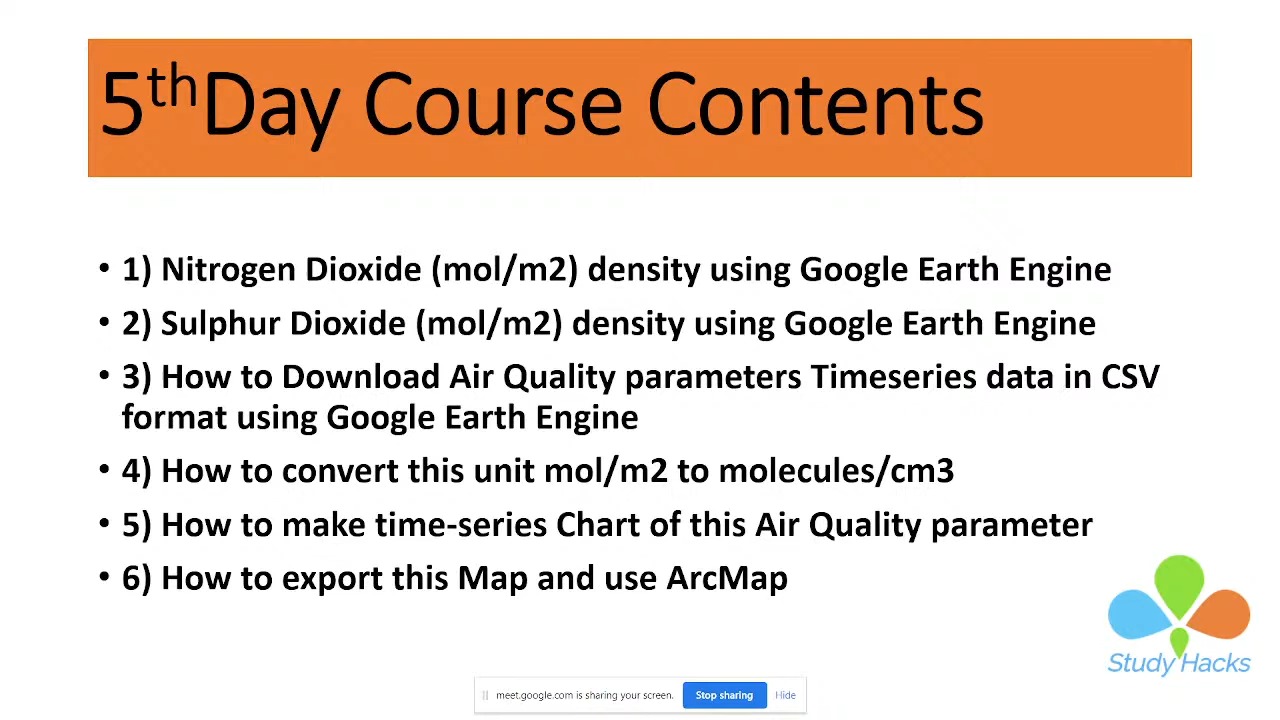 5th Day Course Contents
• 1) Nitrogen Dioxide (mol/m2) density using Google Earth Engine
• 2) Sulphur Dioxide (mol/m2) density using Google Earth Engine
• 3) How to Download Air Quality parameters Timeseries data in CSV
format using Google Earth Engine
• 4) How to convert this unit mol/m2 to molecules/cm3
• 5) How to make time-series Chart of this Air Quality parameter
• 6) How to export this Map and use ArcMap
Study Hacks
meet.google.com is sharing your screen. Stop sharing Hide